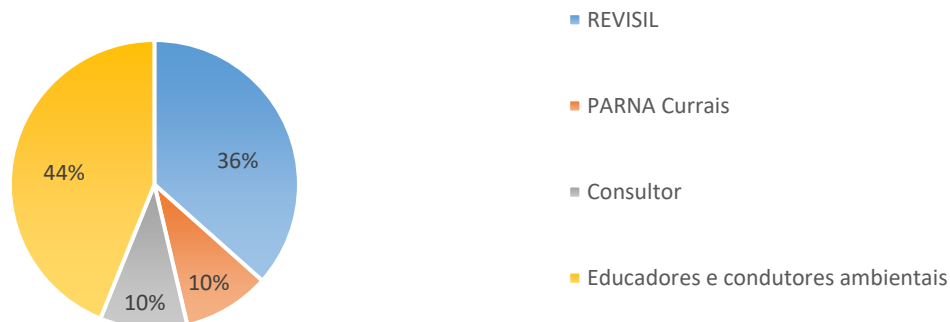 REVISIL
PARNA Currais
Consultor
Educadores e condutores ambientais
44%
36%
10%
10%